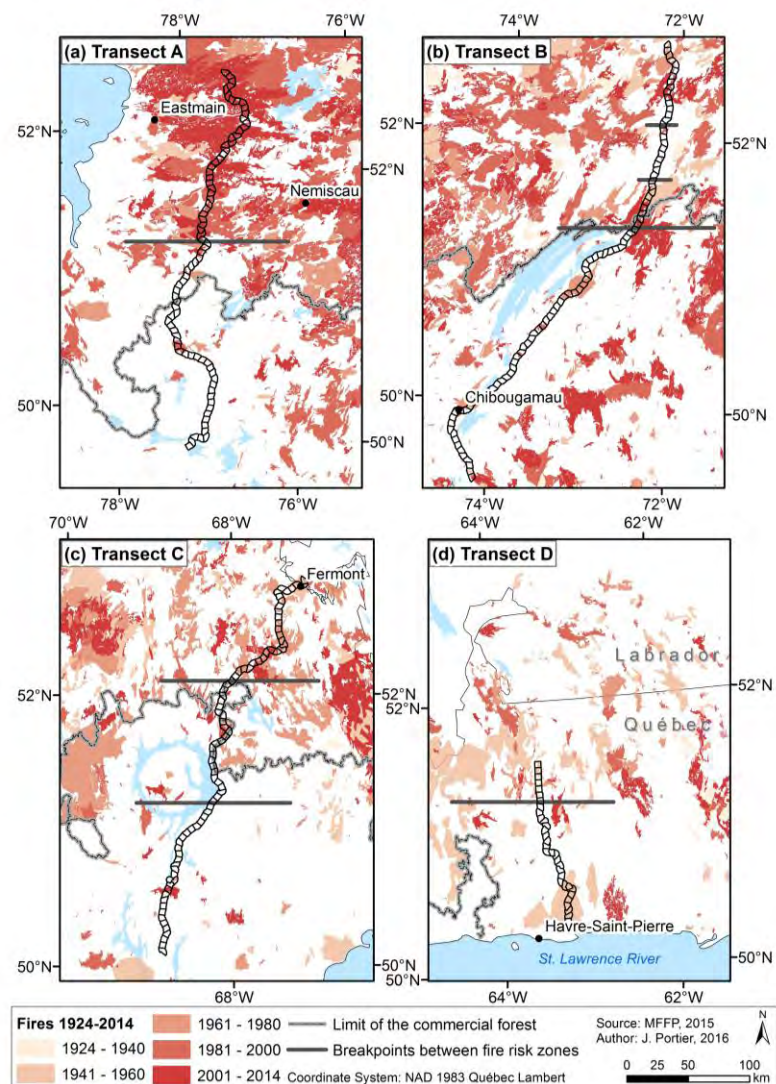 78°W 76°W 74°W 72°W
(a) Transect A
(b) Transect B
Eastmain
52°N
52°N
52°N
52°N
Nemiscau
50°N
50°N
50°N
50°N
Chibougamau
78°W 76°W 74°W 72°W
70°W 68°W 64°W 62°W
(c) Transect C
(d) Transect D
Fermont
Labrador
52°N
52°N
52°N
Québec
50°N
50°N
50°N
Havre-Saint-Pierre
St. Lawrence River
68°W 64°W 62°W
Fires 1924-2014
1924 - 1940
1941 - 1960
1961 - 1980
1981 - 2000
2001 - 2014
Limit of the commercial forest
Breakpoints between fire risk zones
Coordinate System: NAD 1983 Québec Lambert
Source: MFFP, 2015
Author: J. Portier, 2016
N
0 25 50 100
km